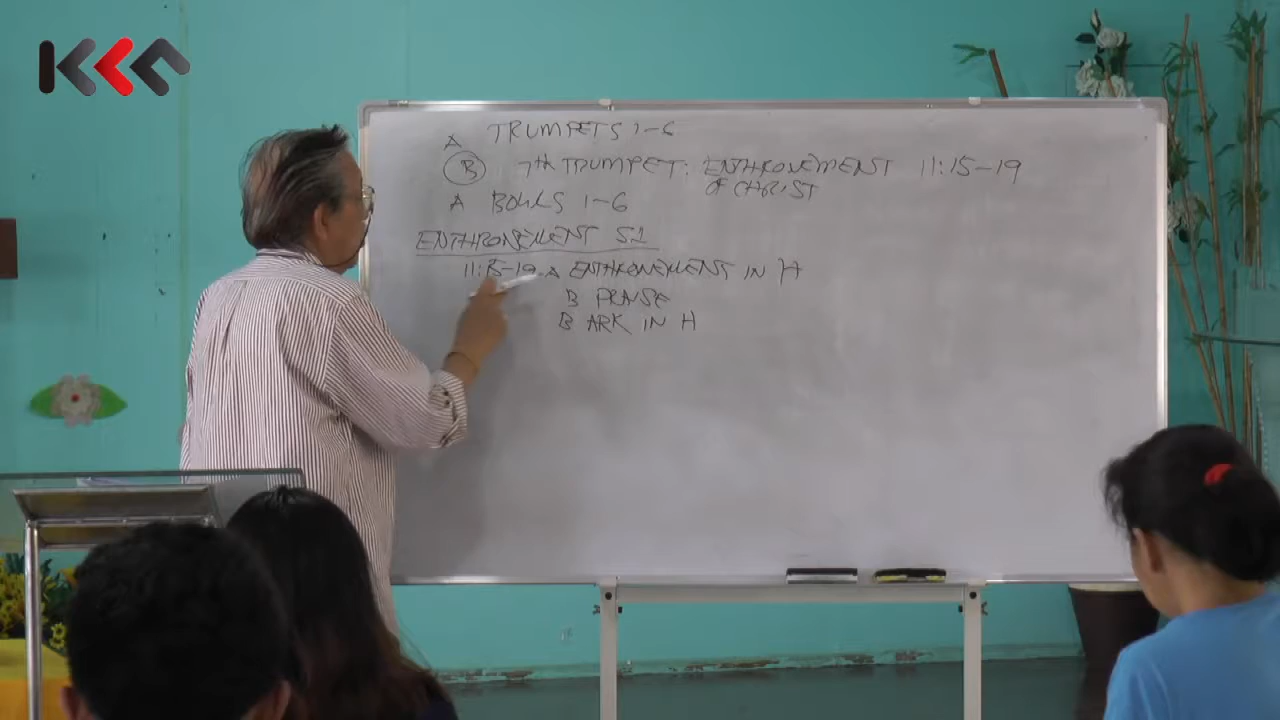 KCC
A TRUMPETS 1-6
B 7th TRUMPET: ENTHRONEMENT 11:15-19
OF CHRIST
A BOWLS 1-6
ENTHRONEMENT
11:15-19 A ENTHRONEMENT IN H
B PRAISE
B ARK IN H